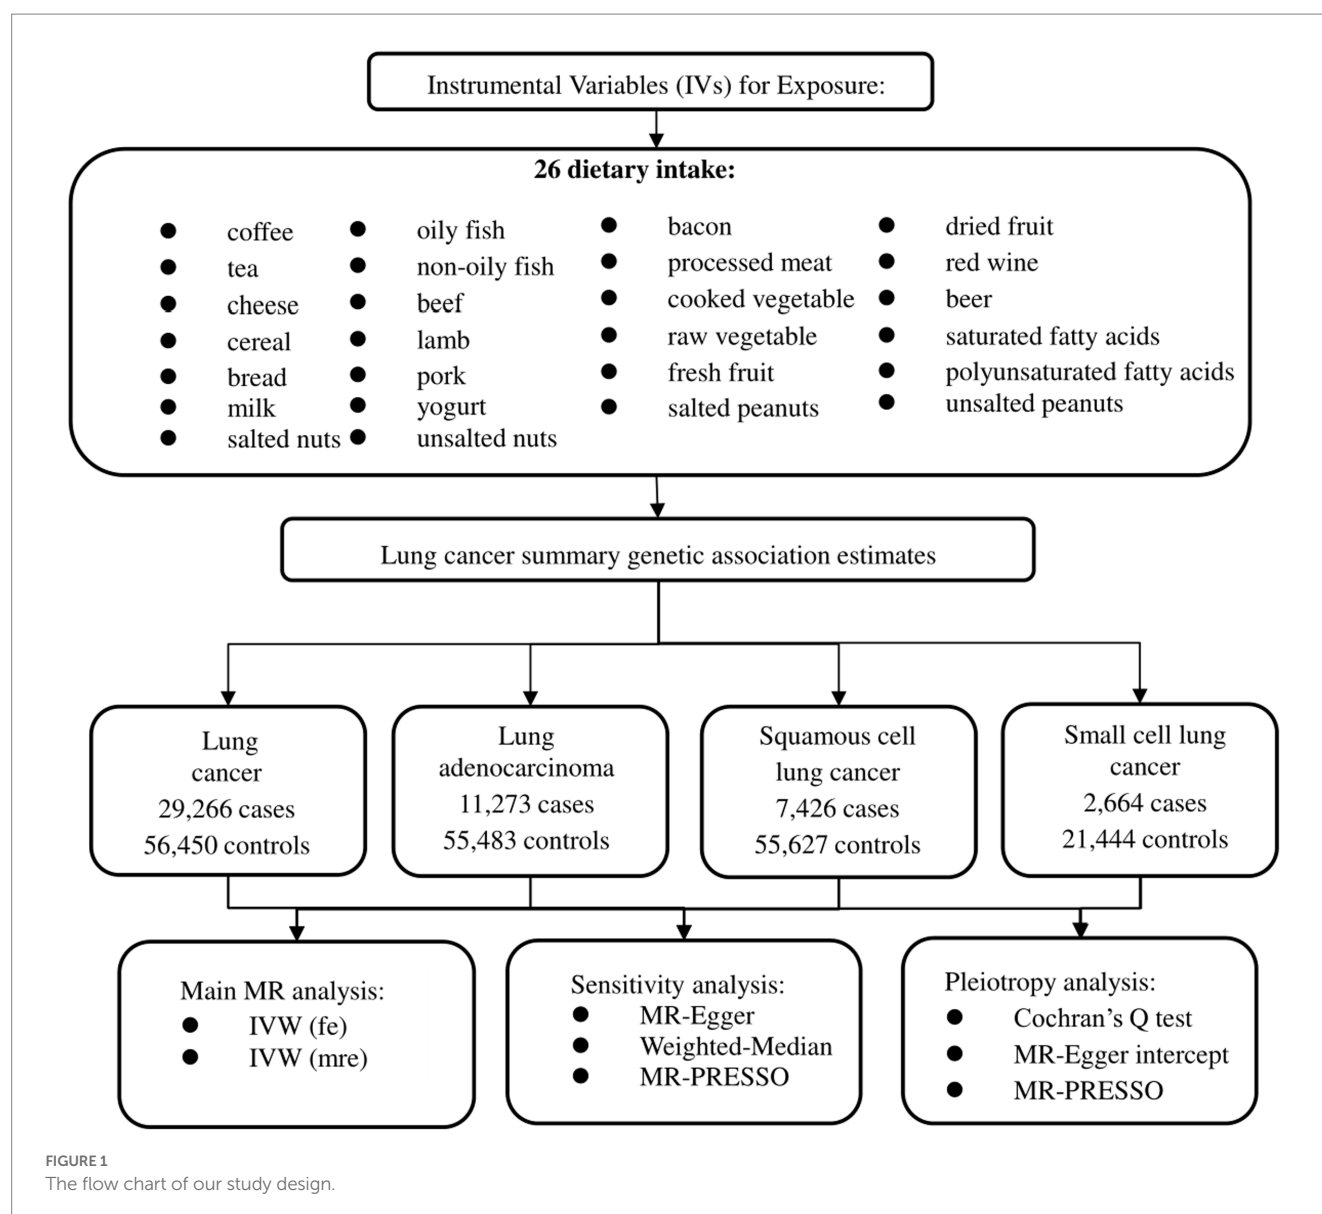 Instrumental Variables (IVs) for Exposure:
26 dietary intake:
● coffee
● tea
● cheese
● cereal
● bread
● milk
● salted nuts
● oily fish
● non-oily fish
● beef
● lamb
● pork
● yogurt
● unsalted nuts
● bacon
● processed meat
● cooked vegetable
● raw vegetable
● fresh fruit
● salted peanuts
● dried fruit
● red wine
● beer
● saturated fatty acids
● polyunsaturated fatty acids
● unsalted peanuts
Lung cancer summary genetic association estimates
Lung
cancer
29,266 cases
56,450 controls
Lung
adenocarcinoma
11,273 cases
55,483 controls
Squamous cell
lung cancer
7,426 cases
55,627 controls
Small cell lung
cancer
2,664 cases
21,444 controls
Main MR analysis:
● IVW (fe)
● IVW (mre)
Sensitivity analysis:
● MR-Egger
● Weighted-Median
● MR-PRESSO
Pleiotropy analysis:
● Cochran's Q test
● MR-Egger intercept
● MR-PRESSO
FIGURE 1
The flow chart of our study design.